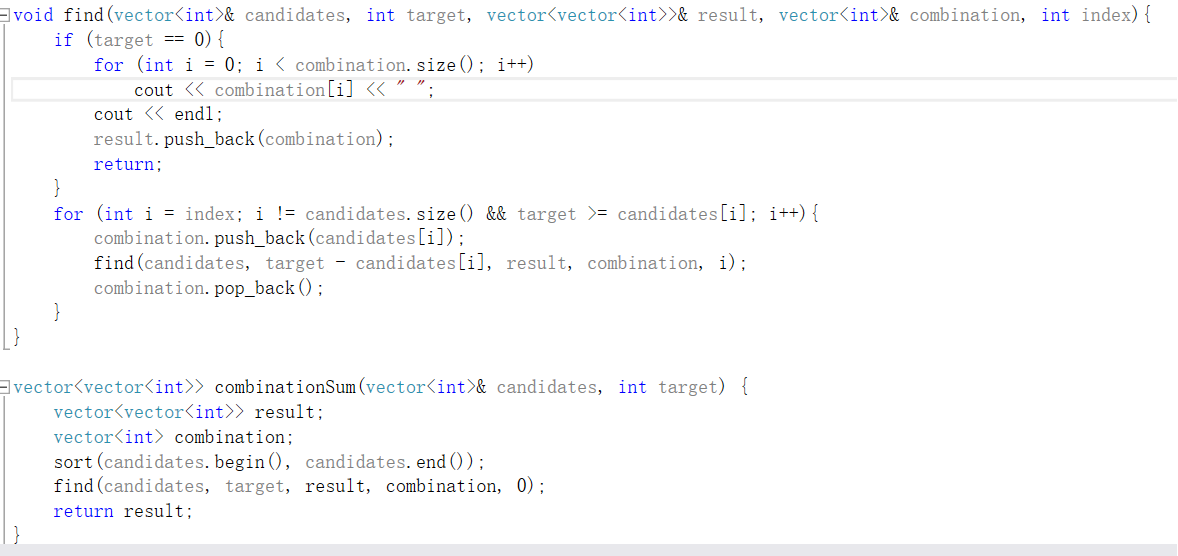 void find(vector<int>& candidates, int target, vector<vector<int>>& result, vector<int>& combination, int index){
    if (target == 0){
        for (int i = 0; i < combination.size(); i++)
            cout << combination[i] << " ";
        cout << endl;
        result.push_back(combination);
        return;
    }
    for (int i = index; i != candidates.size() && target >= candidates[i]; i++){
        combination.push_back(candidates[i]);
        find(candidates, target - candidates[i], result, combination, i);
        combination.pop_back();
    }
}
vector<vector<int>> combinationSum(vector<int>& candidates, int target) {
    vector<vector<int>> result;
    vector<int> combination;
    sort(candidates.begin(), candidates.end());
    find(candidates, target, result, combination, 0);
    return result;
}